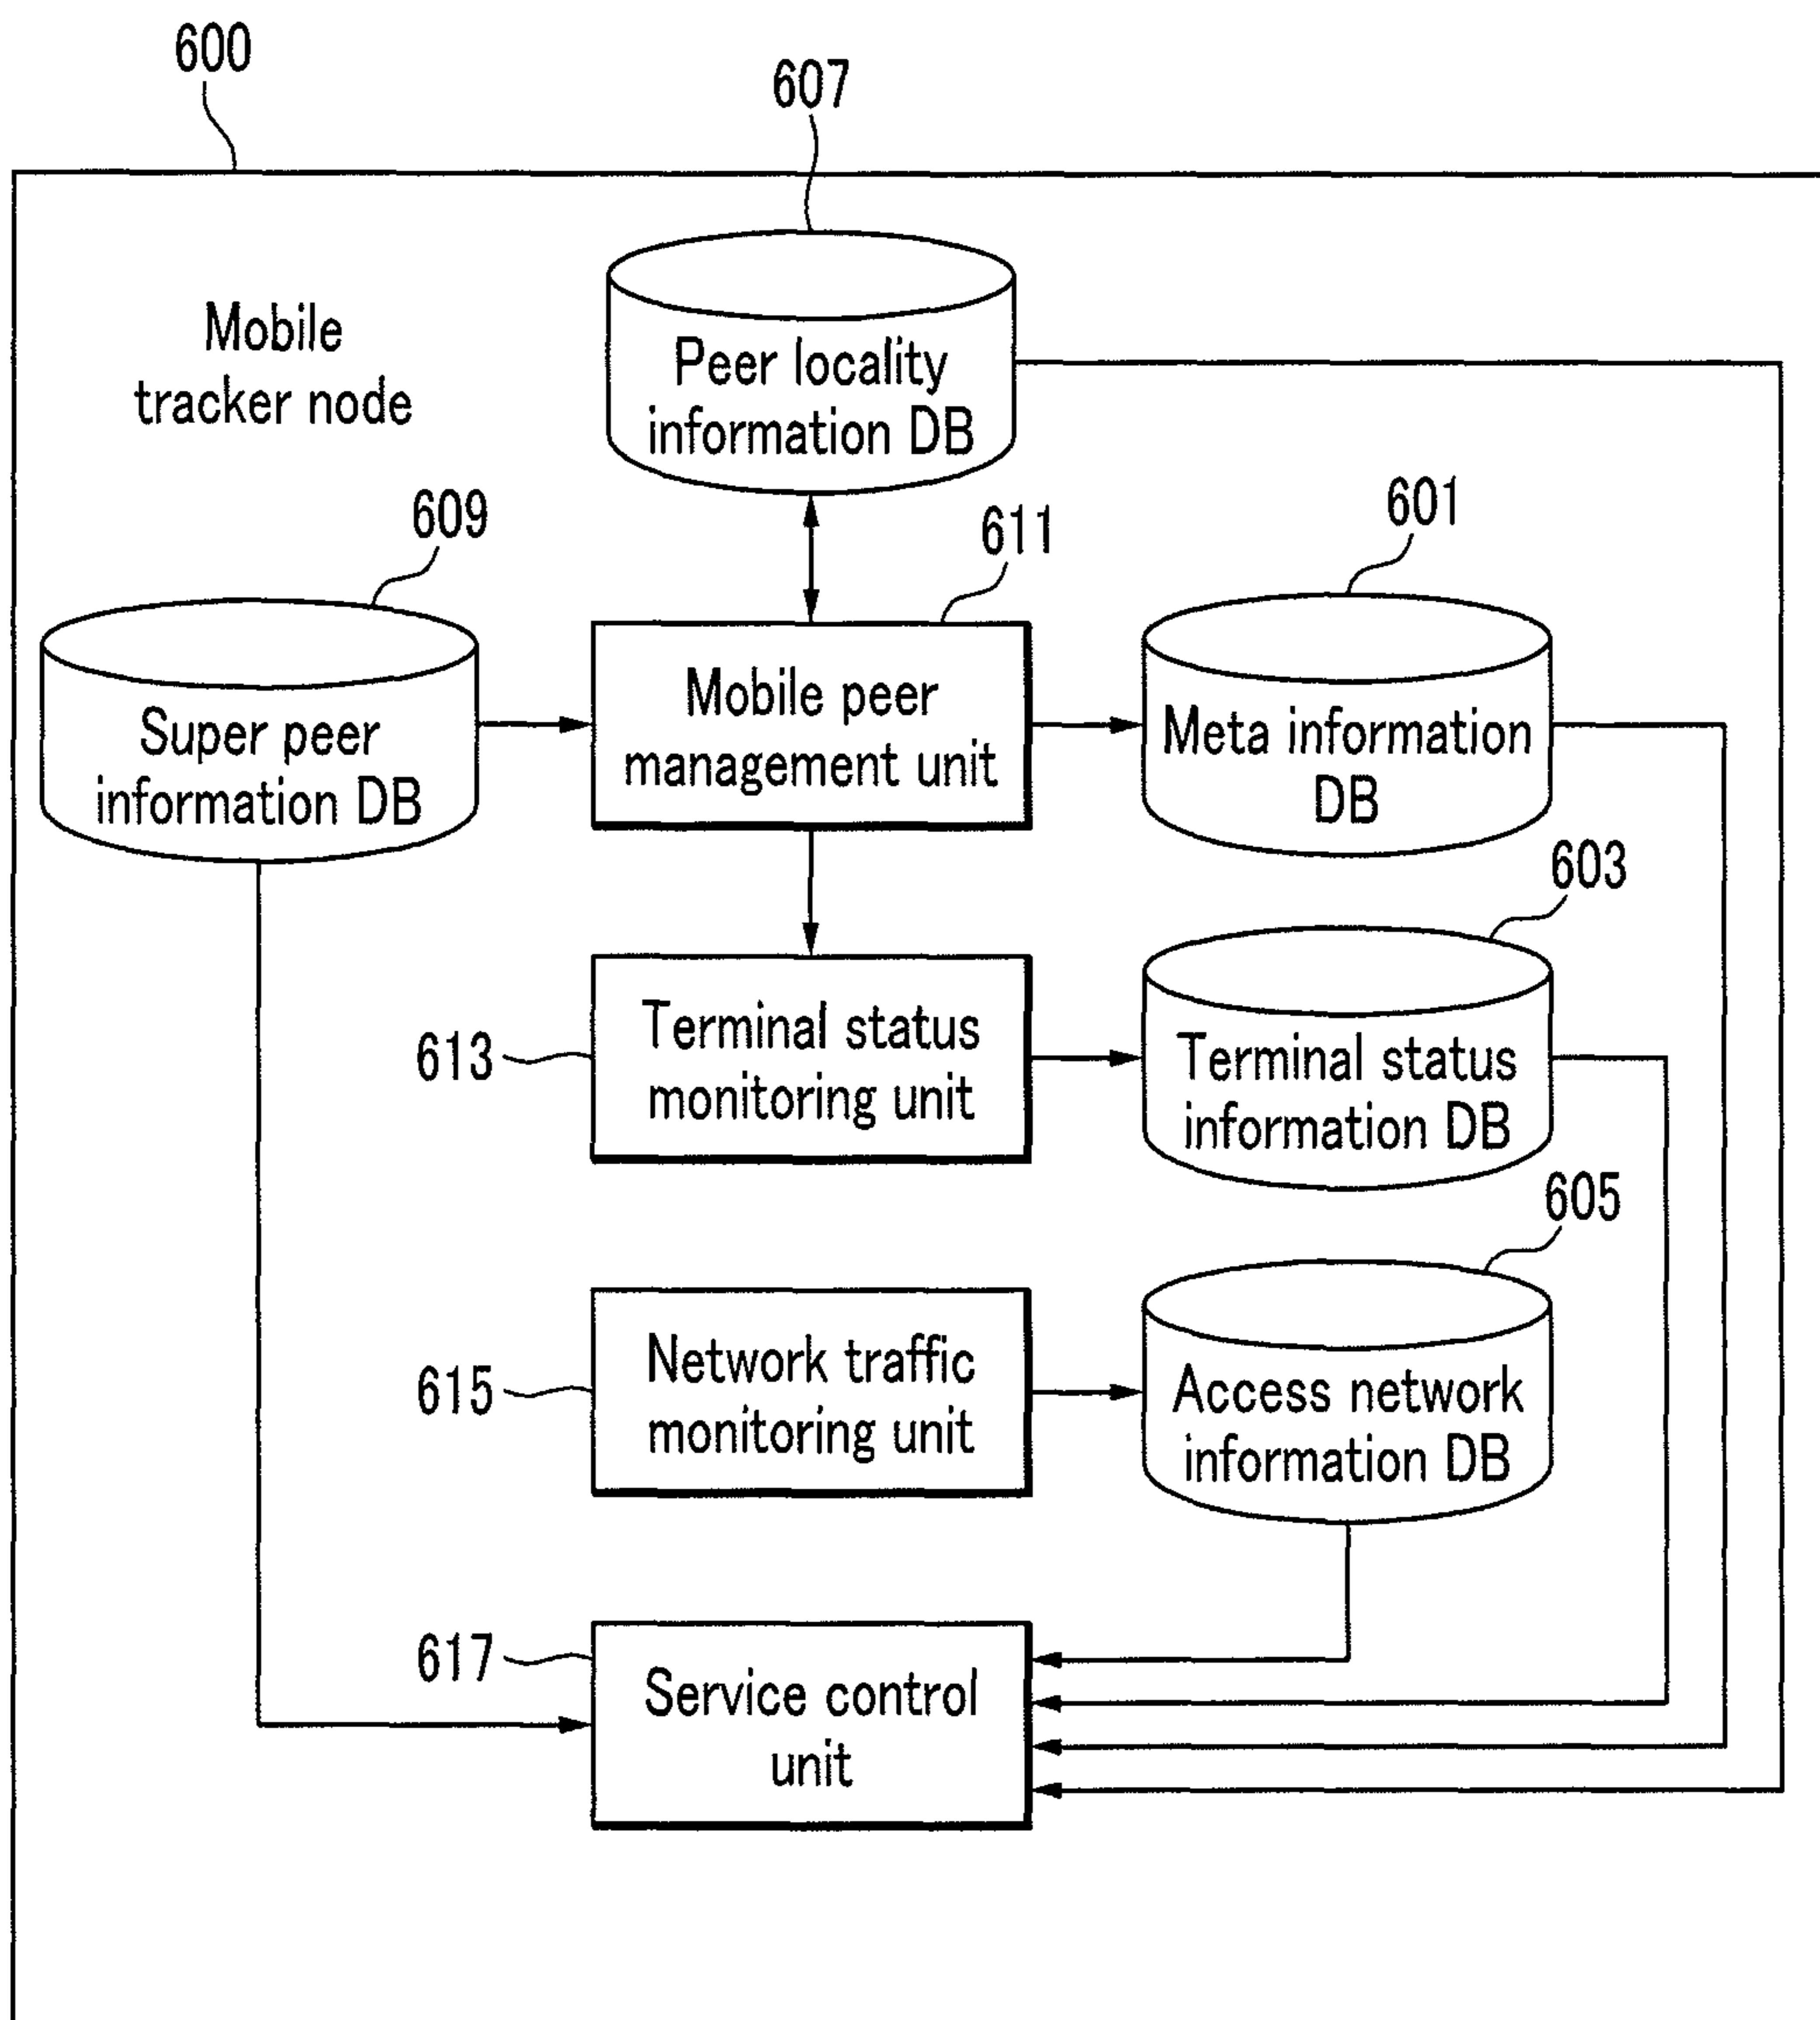 600
607
Mobile
tracker node
Peer locality
information DB
609
611
601
Super peer
information DB
Mobile peer
management unit
Meta information
DB
603
613
Terminal status
monitoring unit
Terminal status
information DB
605
615
Network traffic
monitoring unit
Access network
information DB
617
Service control
unit